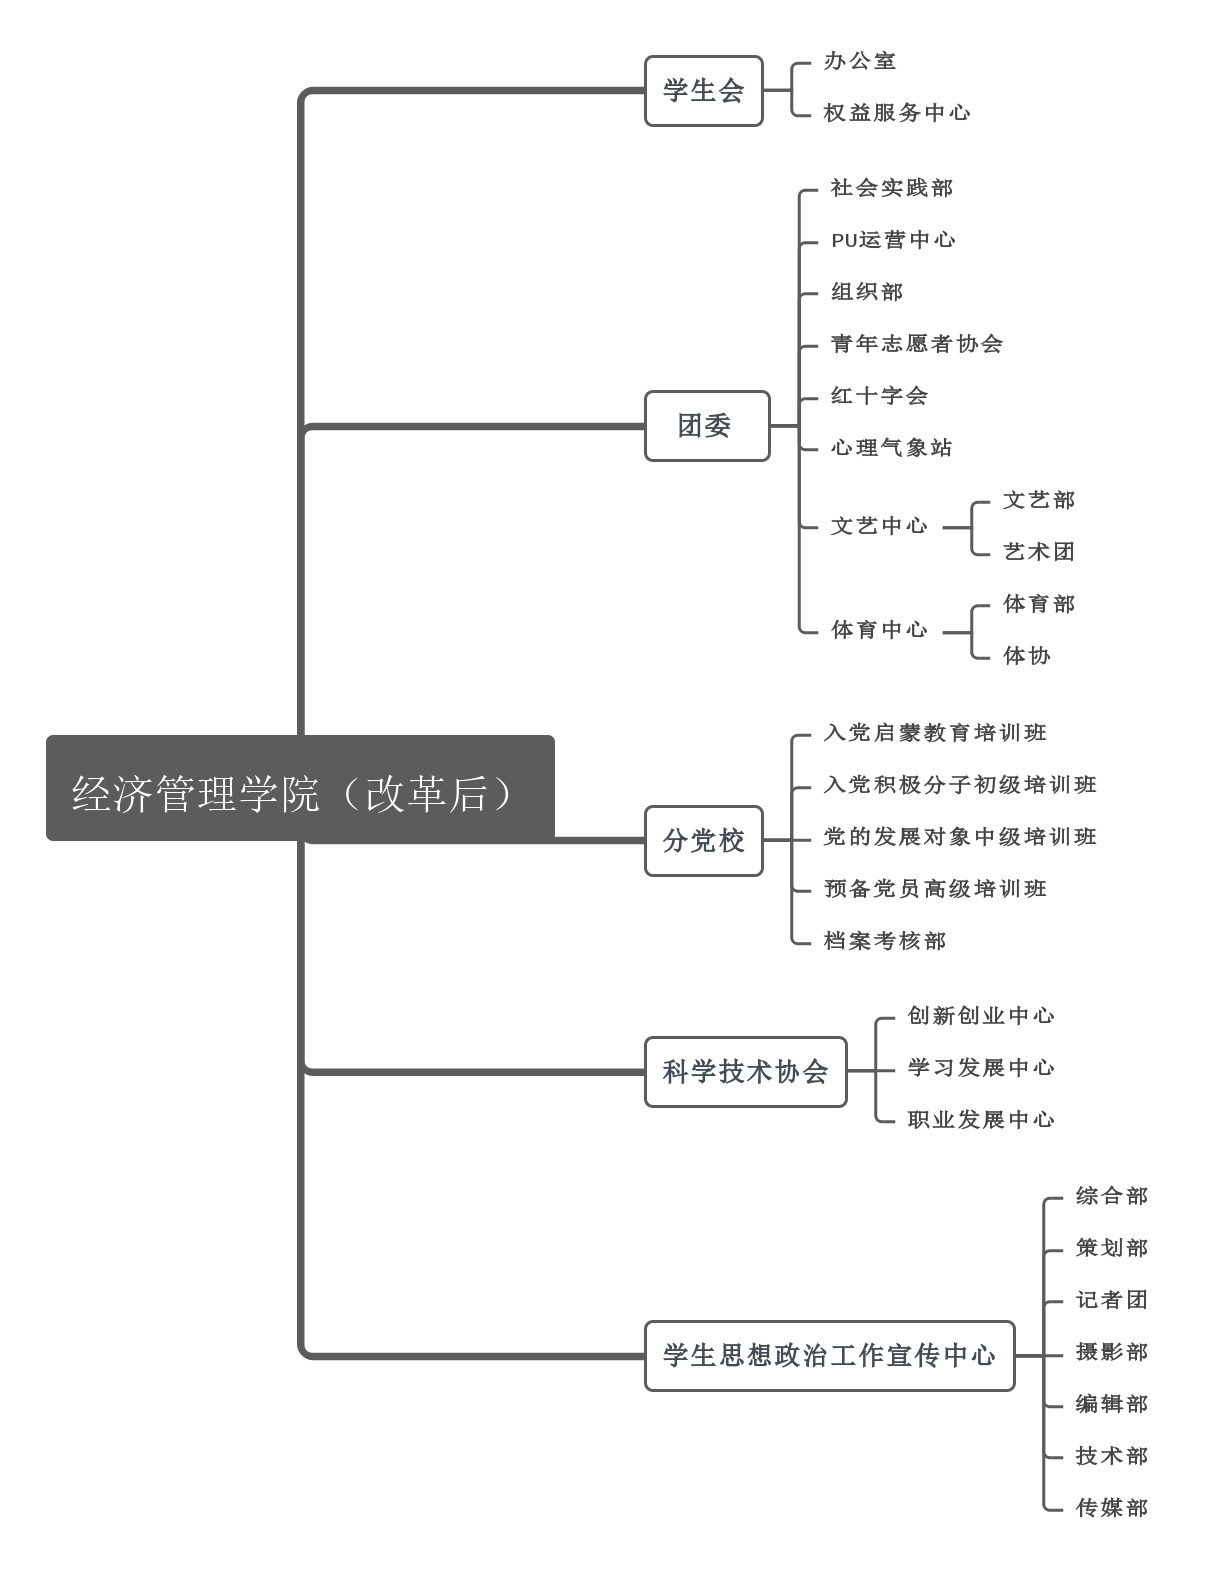 学生会
办公室
权益服务中心
团委
社会实践部
PU运营中心
组织部
青年志愿者协会
红十字会
心理气象站
文艺中心
文艺部
艺术团
体育中心
体育部
体协
经济管理学院（改革后）
分党校
入党启蒙教育培训班
入党积极分子初级培训班
党的发展对象中级培训班
预备党员高级培训班
档案考核部
科学技术协会
创新创业中心
学习发展中心
职业发展中心
学生思想政治工作宣传中心
综合部
策划部
记者团
摄影部
编辑部
技术部
传媒部